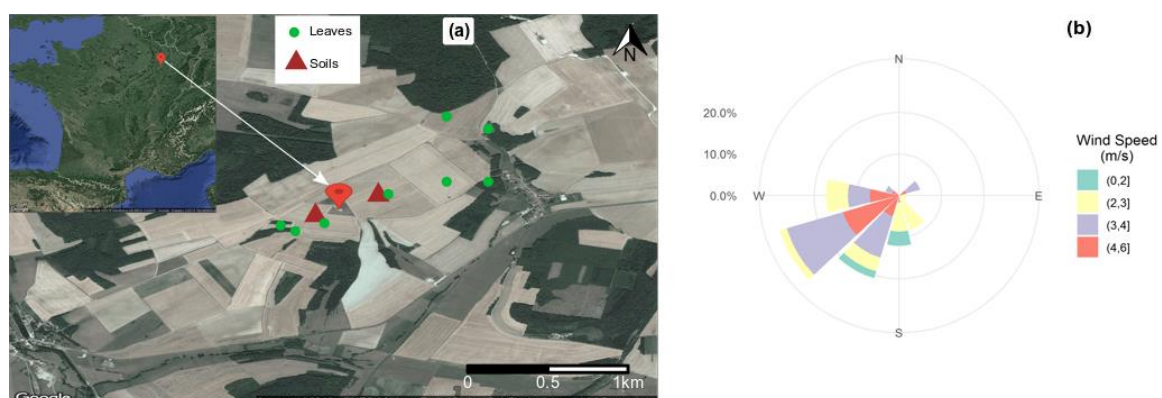 (a)
Leaves
Soils
N
0
0.5
1km
Google
(b)
N
20.0%
10.0%
0.0%
W
E
S
Wind Speed
(m/s)
(0,2]
(2,3]
(3,4]
(4,6]